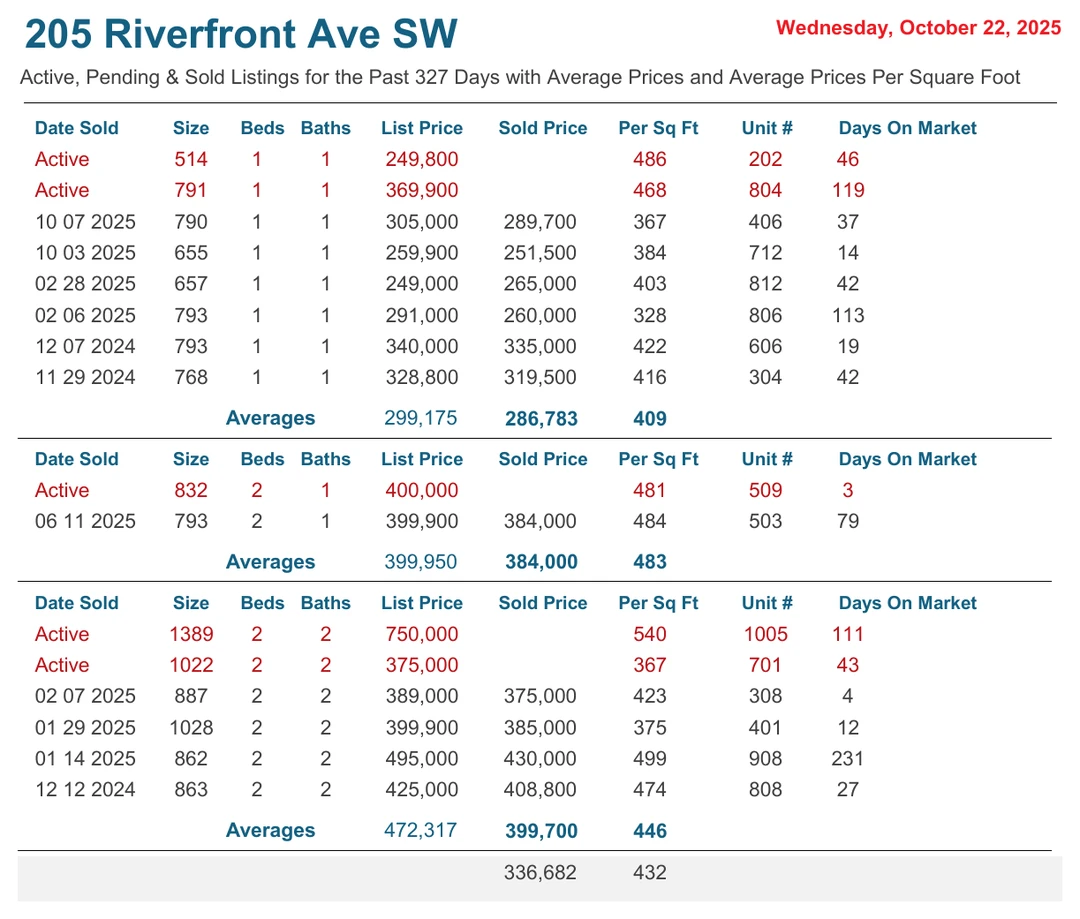 205 Riverfront Ave SW
Wednesday, October 22, 2025
Active, Pending & Sold Listings for the Past 327 Days with Average Prices and Average Prices Per Square Foot
Date Sold Size Beds Baths List Price Sold Price Per Sq Ft Unit # Days On Market
Active 514 1 1 249,800 486 202 46
Active 791 1 1 369,900 468 804 119
10 07 2025 790 1 1 305,000 289,700 367 406 37
10 03 2025 655 1 1 259,900 251,500 384 712 14
02 28 2025 657 1 1 249,000 265,000 403 812 42
02 06 2025 793 1 1 291,000 260,000 328 806 113
12 07 2024 793 1 1 340,000 335,000 422 606 19
11 29 2024 768 1 1 328,800 319,500 416 304 42
Averages 299,175 286,783 409
Date Sold Size Beds Baths List Price Sold Price Per Sq Ft Unit # Days On Market
Active 832 2 1 400,000 481 509 3
06 11 2025 793 2 1 399,900 384,000 484 503 79
Averages 399,950 384,000 483
Date Sold Size Beds Baths List Price Sold Price Per Sq Ft Unit # Days On Market
Active 1389 2 2 750,000 540 1005 111
Active 1022 2 2 375,000 367 701 43
02 07 2025 887 2 2 389,000 375,000 423 308 4
01 29 2025 1028 2 2 399,900 385,000 375 401 12
01 14 2025 862 2 2 495,000 430,000 499 908 231
12 12 2024 863 2 2 425,000 408,800 474 808 27
Averages 472,317 399,700 446
336,682 432